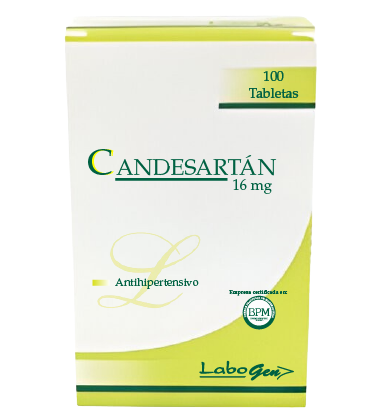 100
Tabletas
CANDESARTÁN
16 mg
L
Antihipertensivo
Empresa certificada en:
BPM
LaboGen